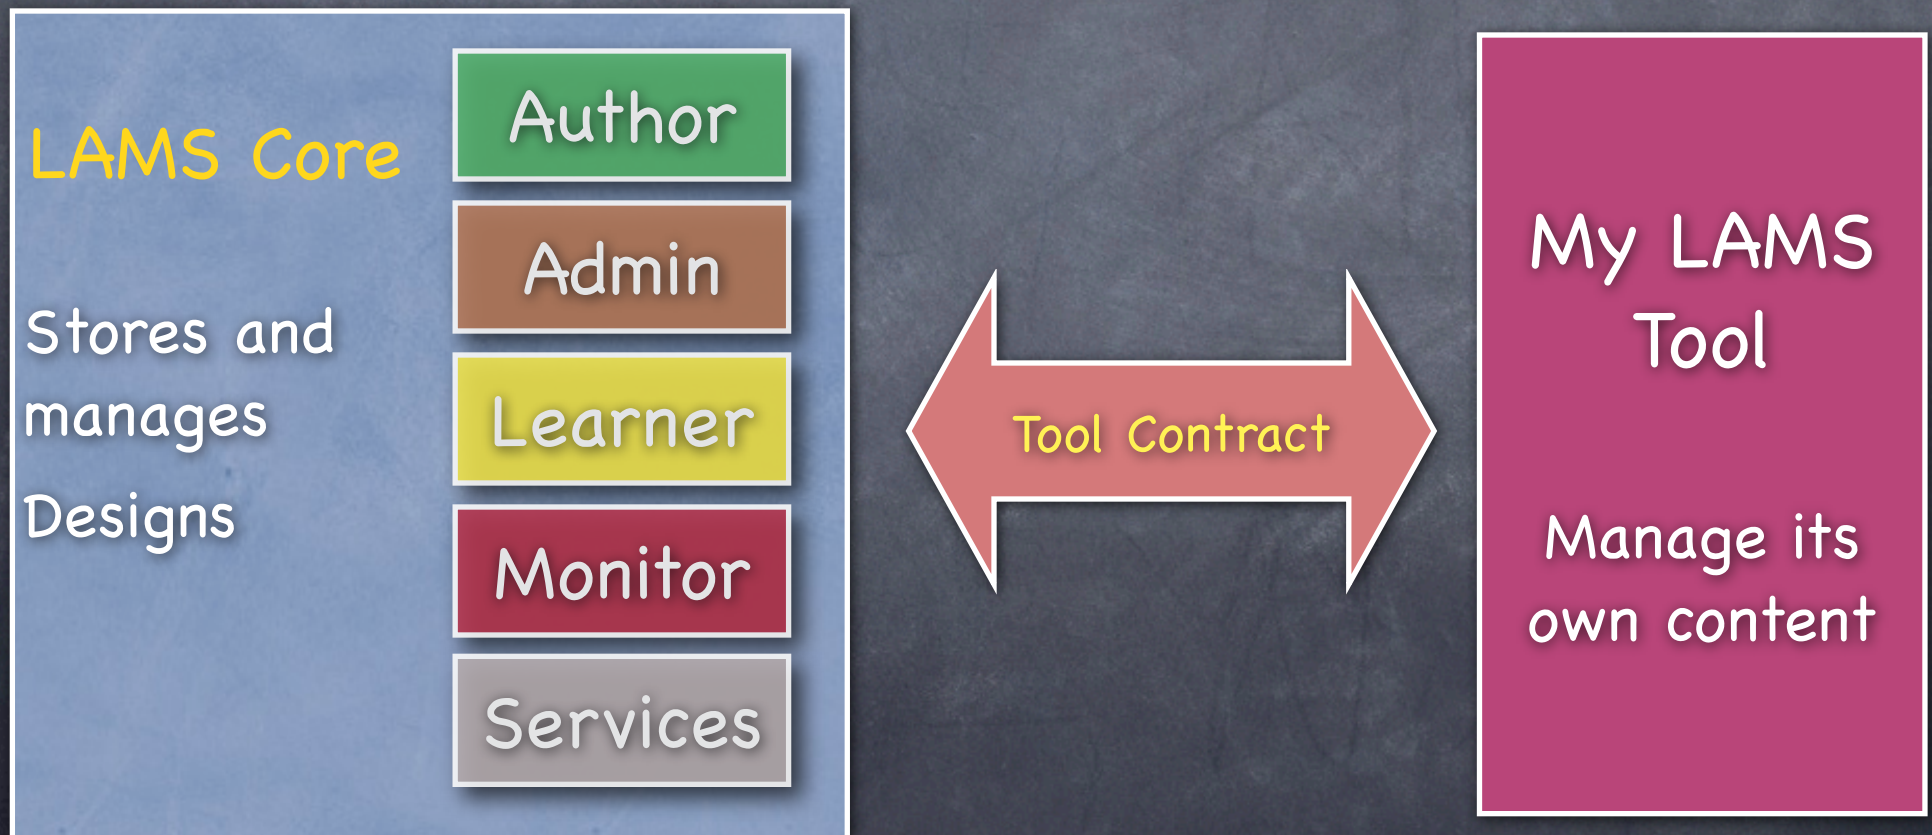 LAMS Core
Stores and
manages
Designs
Author
Admin
Learner
Monitor
Services
Tool Contract
My LAMS
Tool
Manage its
own content